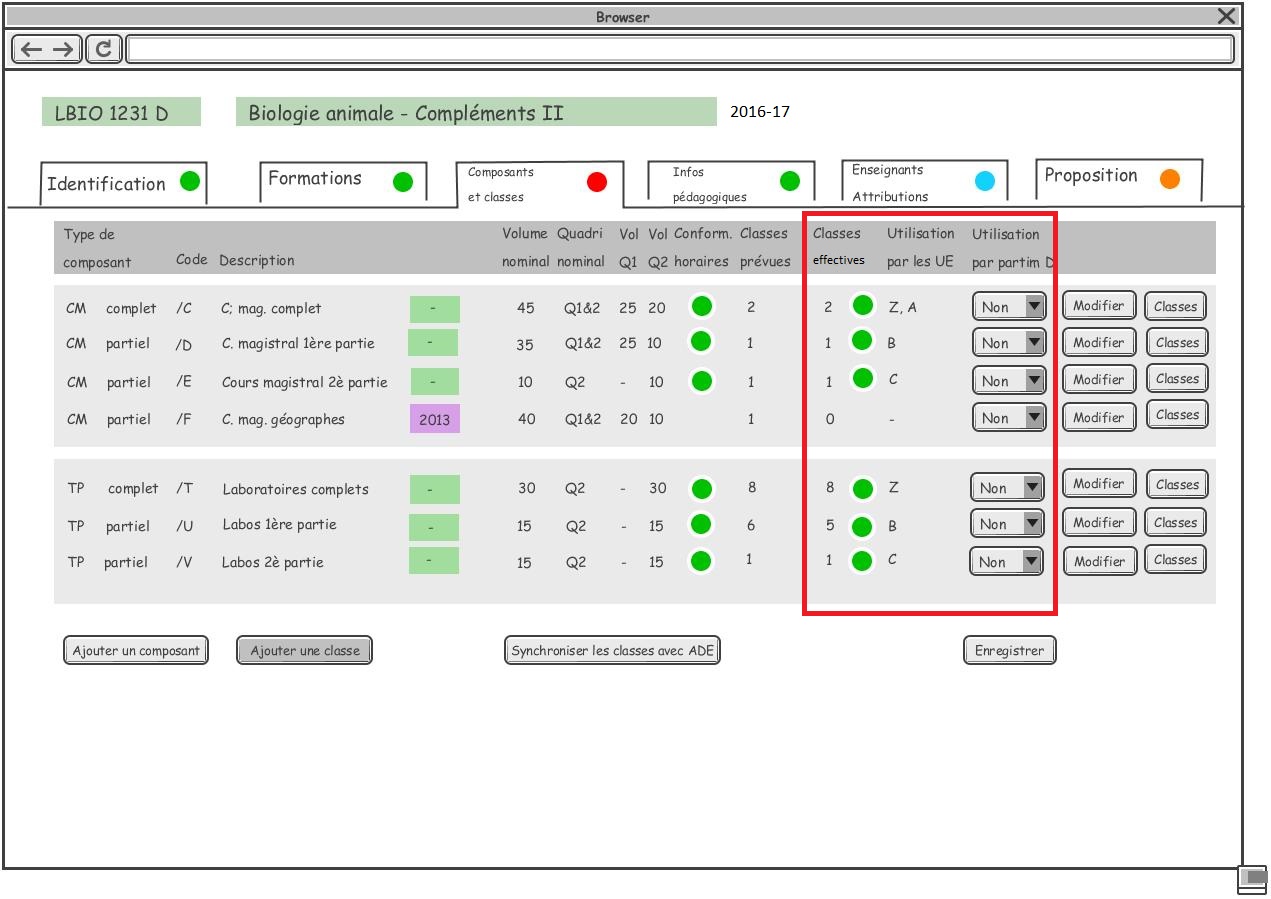 Browser
LBIO 1231 D Biologie animale - Compléments II 2016-17
Identification Formations Composants et classes Infos pédagogiques Enseignants Attributions Proposition
Type de composant Code Description Volume nominal Quadri nominal Vol Q1 Vol Q2 Conform. horaires Classes prévues Classes effectives Utilisation par les UE Utilisation par partim D
CM complet /C C; mag. complet - 45 Q1&2 25 20 2 2 Z, A Non Modifier Classes
CM partiel /D C. magistral 1ère partie - 35 Q1&2 25 10 1 1 B Non Modifier Classes
CM partiel /E Cours magistral 2è partie - 10 Q2 - 10 1 1 C Non Modifier Classes
CM partiel /F C. mag. géographes 2013 40 Q1&2 20 10 1 0 - Non Modifier Classes
TP complet /T Laboratoires complets - 30 Q2 - 30 8 8 Z Non Modifier Classes
TP partiel /U Labos 1ère partie - 15 Q2 - 15 6 5 B Non Modifier Classes
TP partiel /V Labos 2è partie - 15 Q2 - 15 1 1 C Non Modifier Classes
Ajouter un composant Ajouter une classe Synchroniser les classes avec ADE Enregistrer